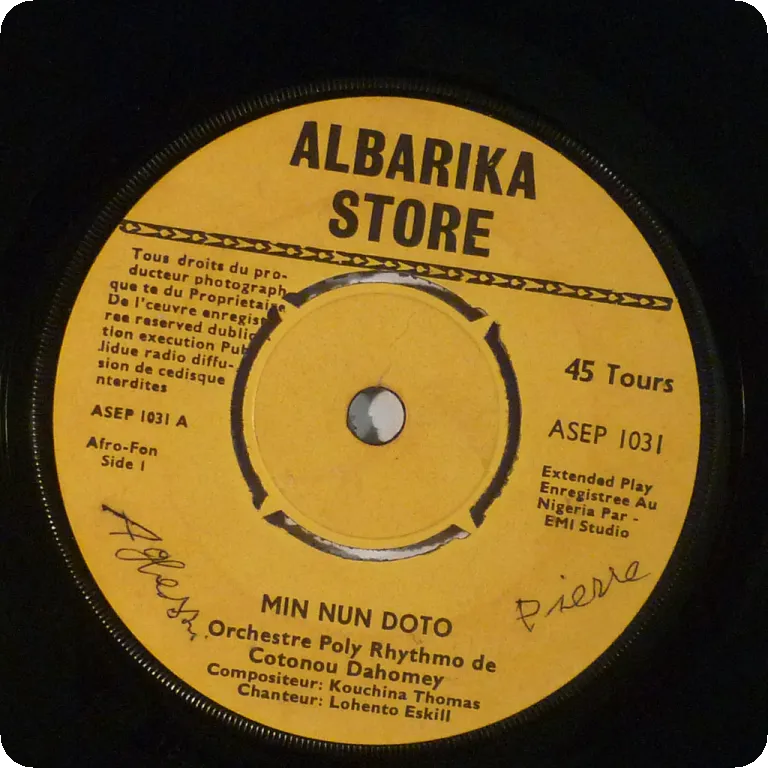 ALBARIKA
STORE
Tous droits du pro-
ducteur photograph
que te du Proprietaire
De l'œuvre enregist
ree reserved dublic
tion execution Pub
lidue radio diffu-
sion de cedisque
nterdites
ASEP 1031 A
Afro-Fon
Side 1
45 Tours
ASEP 1031
Extended Play
Enregistree Au
Nigeria Par -
EMI Studio
Pierre
MIN NUN DOTO
Orchestre Poly Rhythmo de
Cotonou Dahomey
Compositeur: Kouchina Thomas
Chanteur: Lohento Eskill